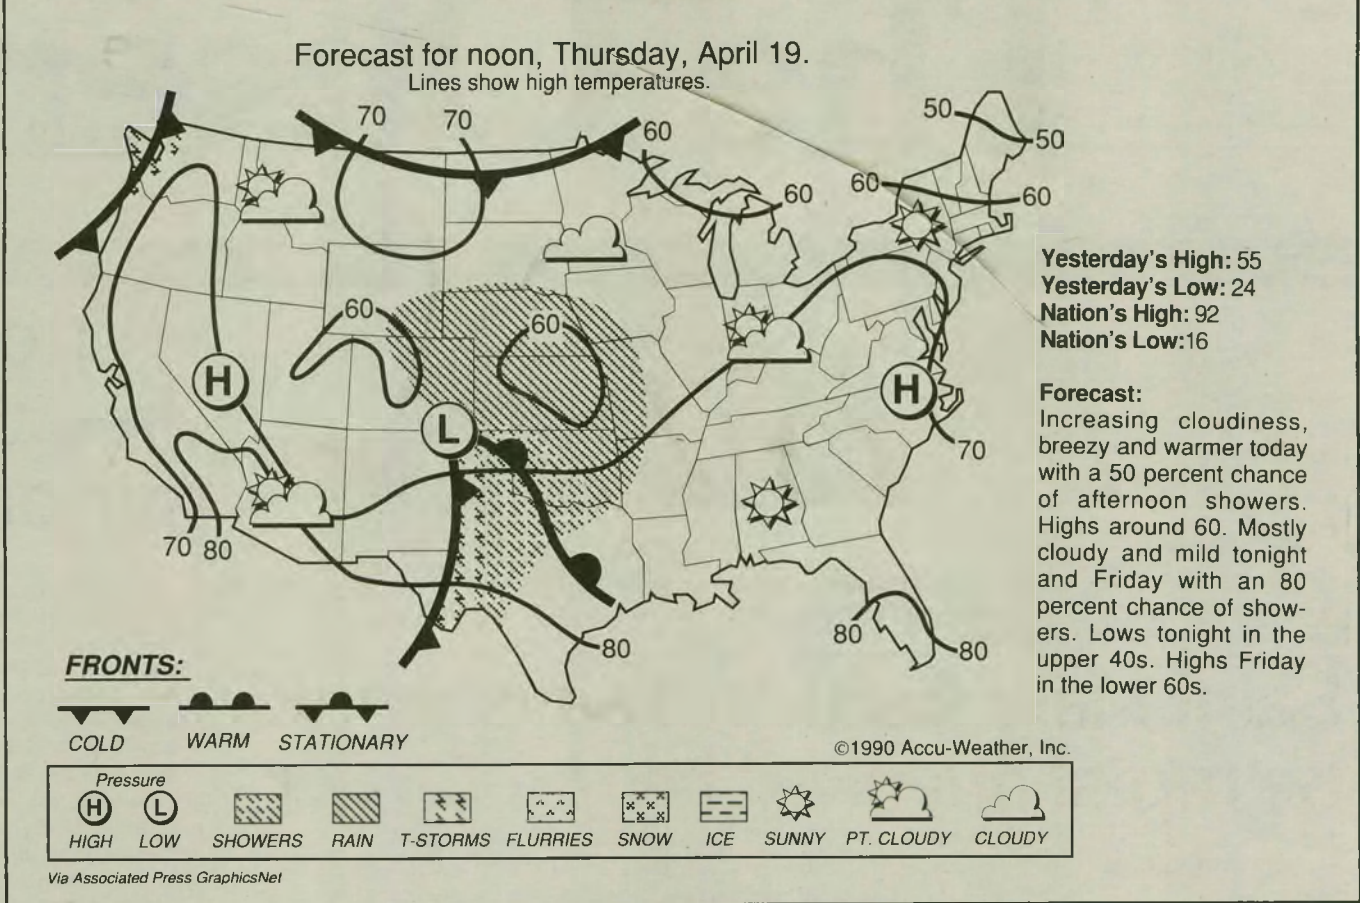 Forecast for noon, Thursday, April 19.
Lines show high temperatures.
70
70
60
50
50
60
60
60
60
60
H
H
L
70
70
80
80
80
80
Yesterday's High: 55
Yesterday's Low: 24
Nation's High: 92
Nation's Low:16
Forecast:
Increasing cloudiness,
breezy and warmer today
with a 50 percent chance
of afternoon showers.
Highs around 60. Mostly
cloudy and mild tonight
and Friday with an 80
percent chance of show-
ers. Lows tonight in the
upper 40s. Highs Friday
in the lower 60s.
FRONTS:
COLD
WARM
STATIONARY
©1990 Accu-Weather, Inc.
Pressure
H
L
HIGH
LOW
SHOWERS
RAIN
T-STORMS
FLURRIES
SNOW
ICE
SUNNY
PT. CLOUDY
CLOUDY
Via Associated Press GraphicsNet